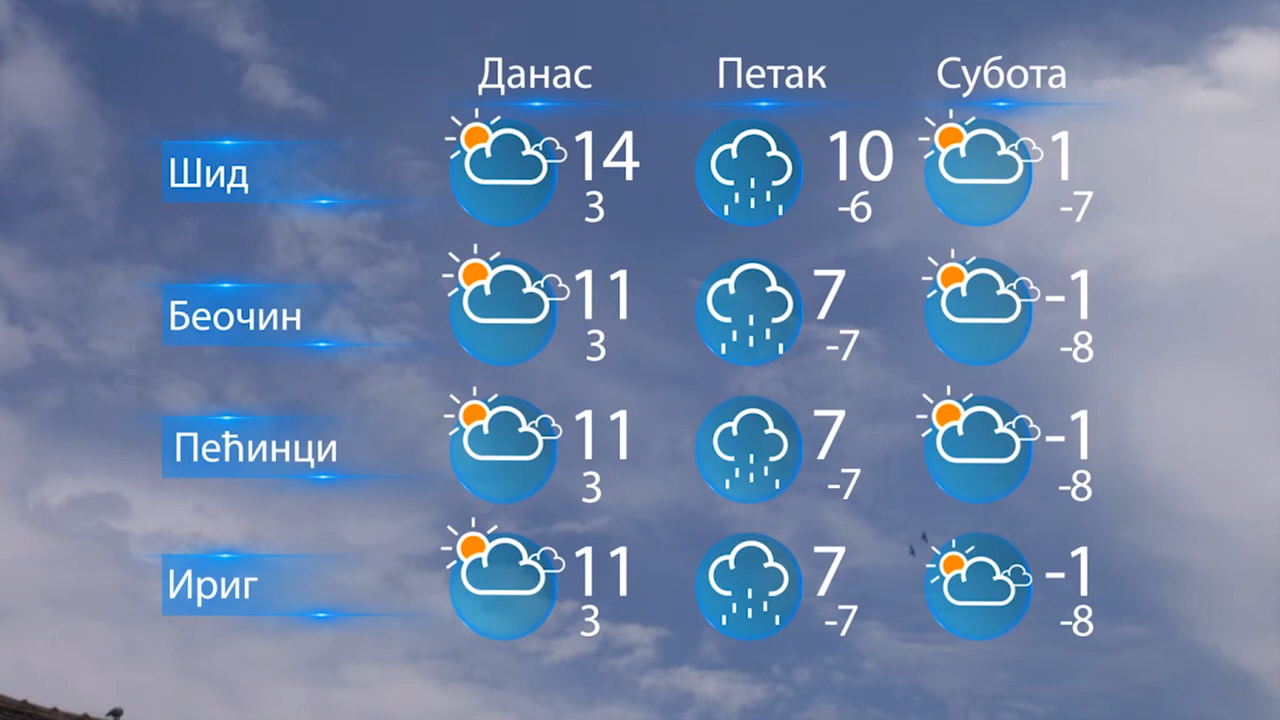 Данас Петак Субота
Шид 14 10 1
3 -6 -7
Беочин 11 7 -1
3 -7 -8
Пећинци 11 7 -1
3 -7 -8
Ириг 11 7 -1
3 -7 -8